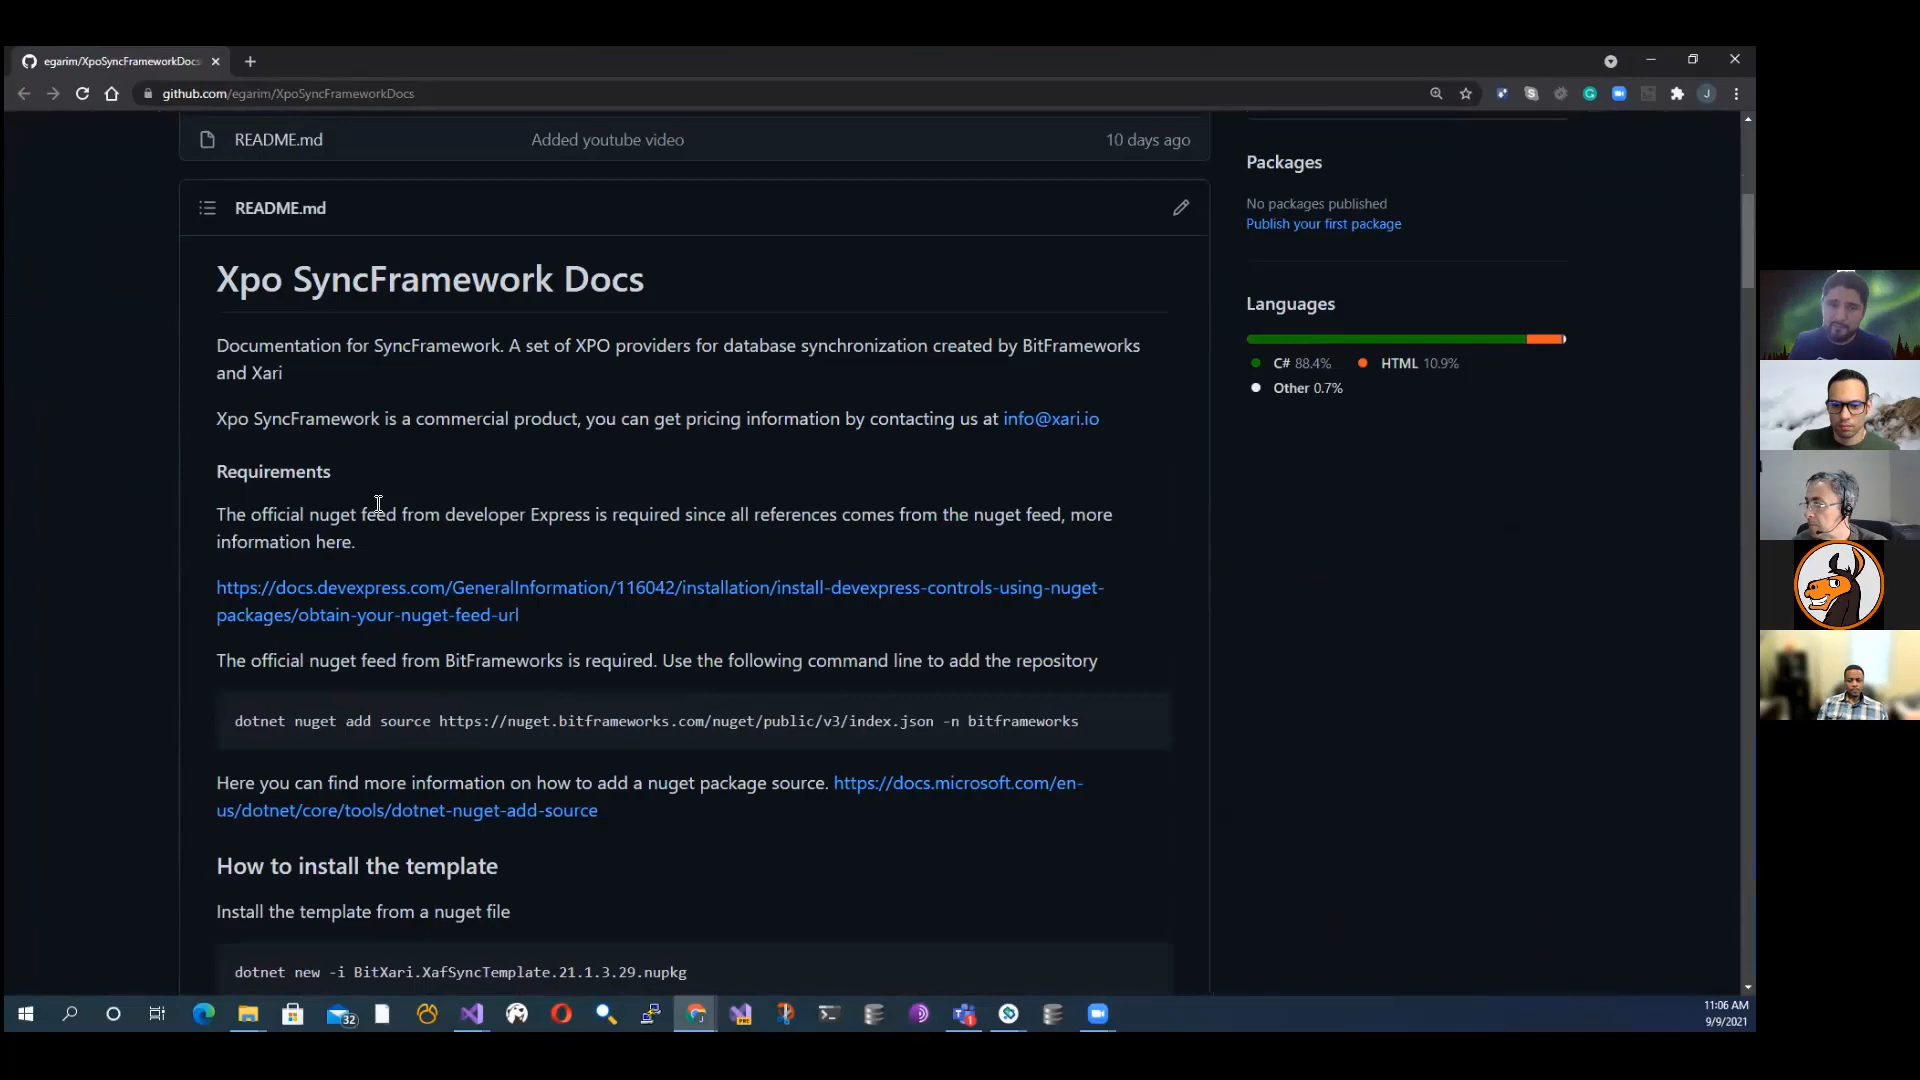 egarim/XpoSyncFrameworkDocs
github.com/egarim/XpoSyncFrameworkDocs
J
README.md Added youtube video 10 days ago
README.md
Xpo SyncFramework Docs
Documentation for SyncFramework. A set of XPO providers for database synchronization created by BitFrameworks
and Xari
Xpo SyncFramework is a commercial product, you can get pricing information by contacting us at info@xari.io
Requirements
The official nuget feed from developer Express is required since all references comes from the nuget feed, more
information here.
https://docs.devexpress.com/GeneralInformation/116042/installation/install-devexpress-controls-using-nuget-
packages/obtain-your-nuget-feed-url
The official nuget feed from BitFrameworks is required. Use the following command line to add the repository
dotnet nuget add source https://nuget.bitframeworks.com/nuget/public/v3/index.json -n bitframeworks
Here you can find more information on how to add a nuget package source. https://docs.microsoft.com/en-
us/dotnet/core/tools/dotnet-nuget-add-source
How to install the template
Install the template from a nuget file
dotnet new -i BitXari.XafSyncTemplate.21.1.3.29.nupkg
Packages
No packages published
Publish your first package
Languages
C# 88.4% HTML 10.9%
Other 0.7%
32
1
11:06 AM
9/9/2021